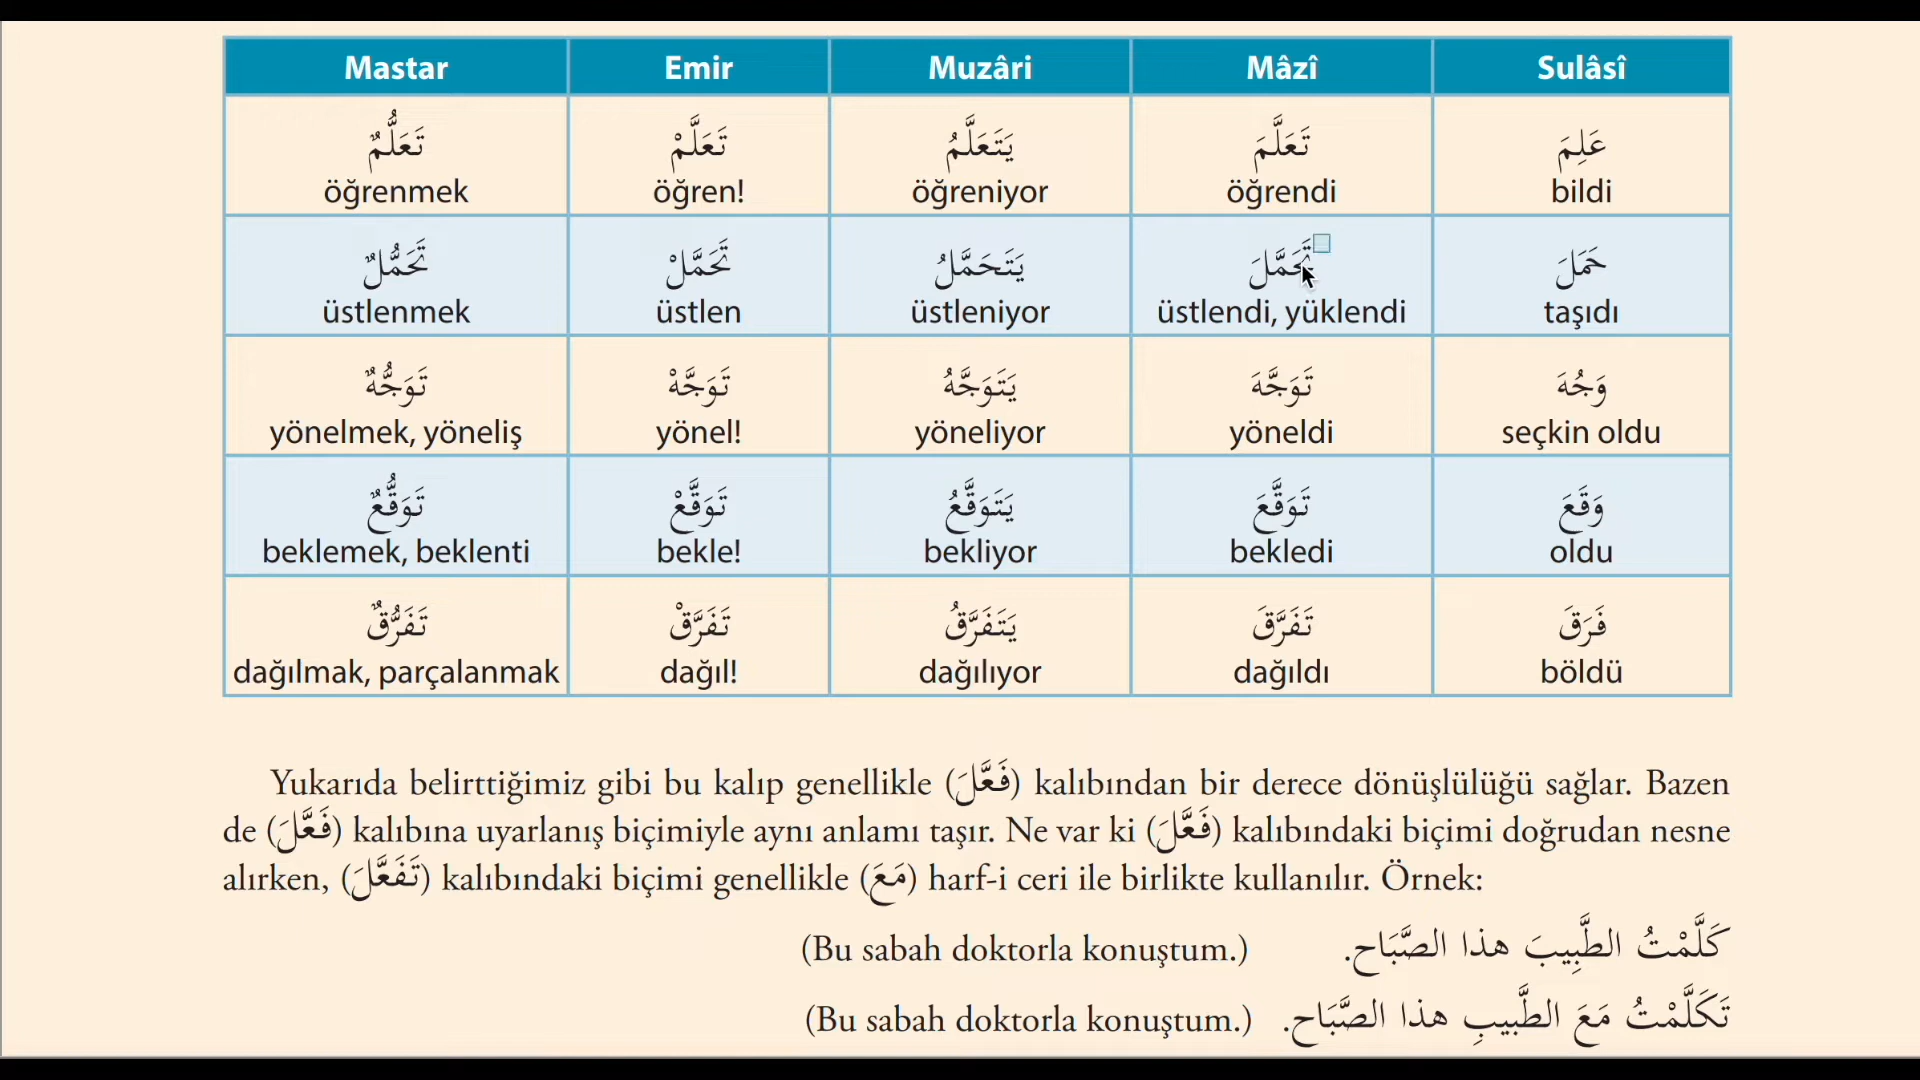 Mastar Emir Muzâri Mâzî Sulâsî
تَعَلُّمٌ تَعَلَّمْ يَتَعَلَّمُ تَعَلَّمَ عَلِمَ
öğrenmek öğren! öğreniyor öğrendi bildi
تَحَمُّلٌ تَحَمَّلْ يَتَحَمَّلُ تَحَمَّلَ حَمَلَ
üstlenmek üstlen üstleniyor üstlendi, yüklendi taşıdı
تَوَجُّهٌ تَوَجَّهْ يَتَوَجَّهُ تَوَجَّهَ وَجُهَ
yönelmek, yöneliş yönel! yöneliyor yöneldi seçkin oldu
تَوَقُّعٌ تَوَقَّعْ يَتَوَقَّعُ تَوَقَّعَ وَقَعَ
beklemek, beklenti bekle! bekliyor bekledi oldu
تَفَرُّقٌ تَفَرَّقْ يَتَفَرَّقُ تَفَرَّقَ فَرَقَ
dağılmak, parçalanmak dağıl! dağılıyor dağıldı böldü
Yukarıda belirttiğimiz gibi bu kalıp genellikle (فَعَّلَ) kalıbından bir derece dönüşlülüğü sağlar. Bazen
de (فَعَّلَ) kalıbına uyarlanış biçimiyle aynı anlamı taşır. Ne var ki (فَعَّلَ) kalıbındaki biçimi doğrudan nesne
alırken, (تَفَعَّلَ) kalıbındaki biçimi genellikle (مَعَ) harf-i ceri ile birlikte kullanılır. Örnek:
(Bu sabah doktorla konuştum.) كَلَّمْتُ الطَّبِيبَ هذا الصَّبَاح.
(Bu sabah doktorla konuştum.) تَكَلَّمْتُ مَعَ الطَّبيبِ هذا الصَّبَاح.